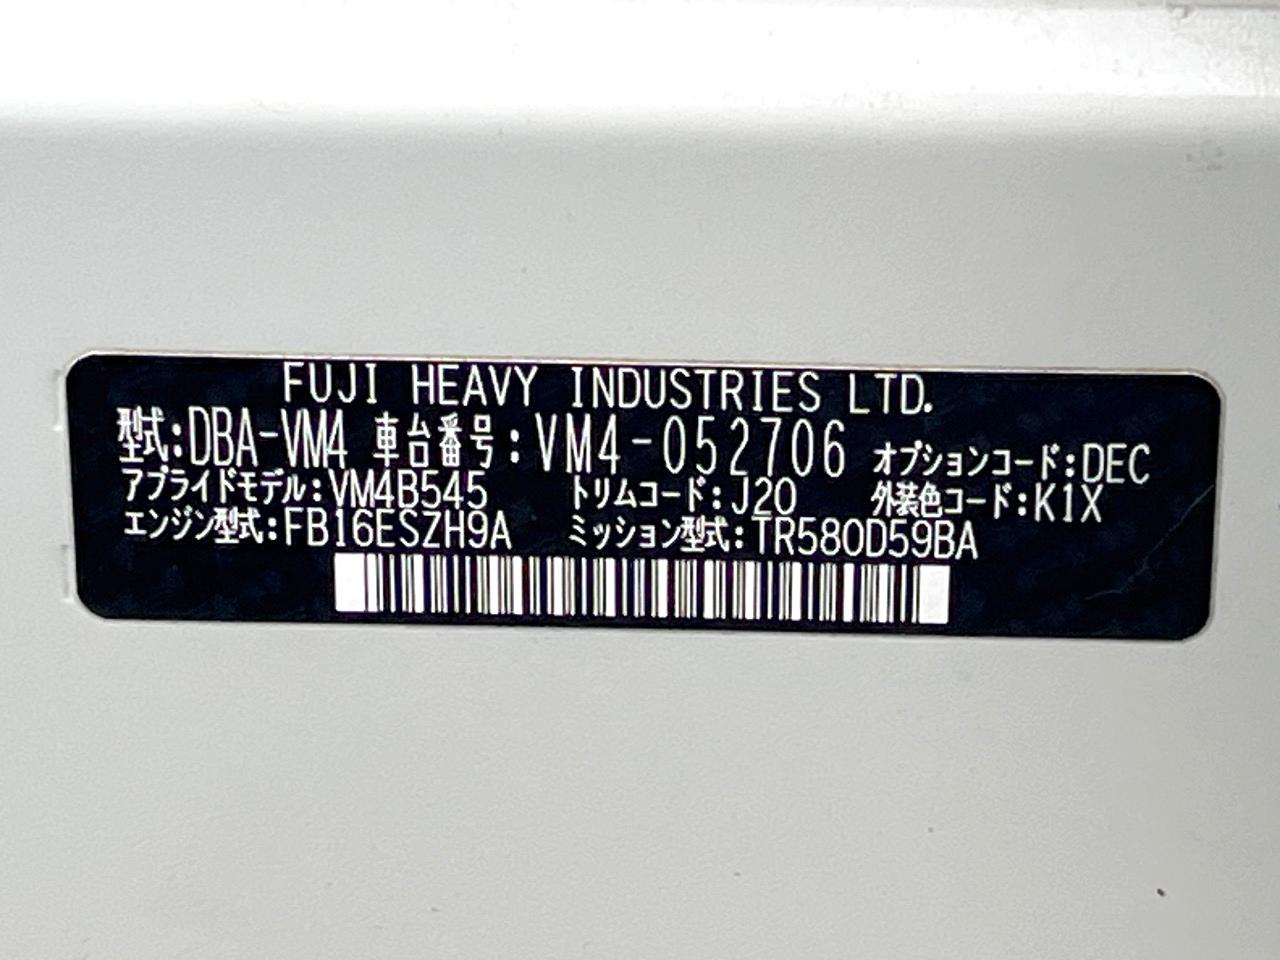 FUJI HEAVY INDUSTRIES LTD.
型式:DBA-VM4 車台番号:VM4-052706 オプションコード:DEC
アプライドモデル:VM4B545 トリムコード:J20 外装色コード:K1X
エンジン型式:FB16ESZH9A ミッション型式:TR580D59BA